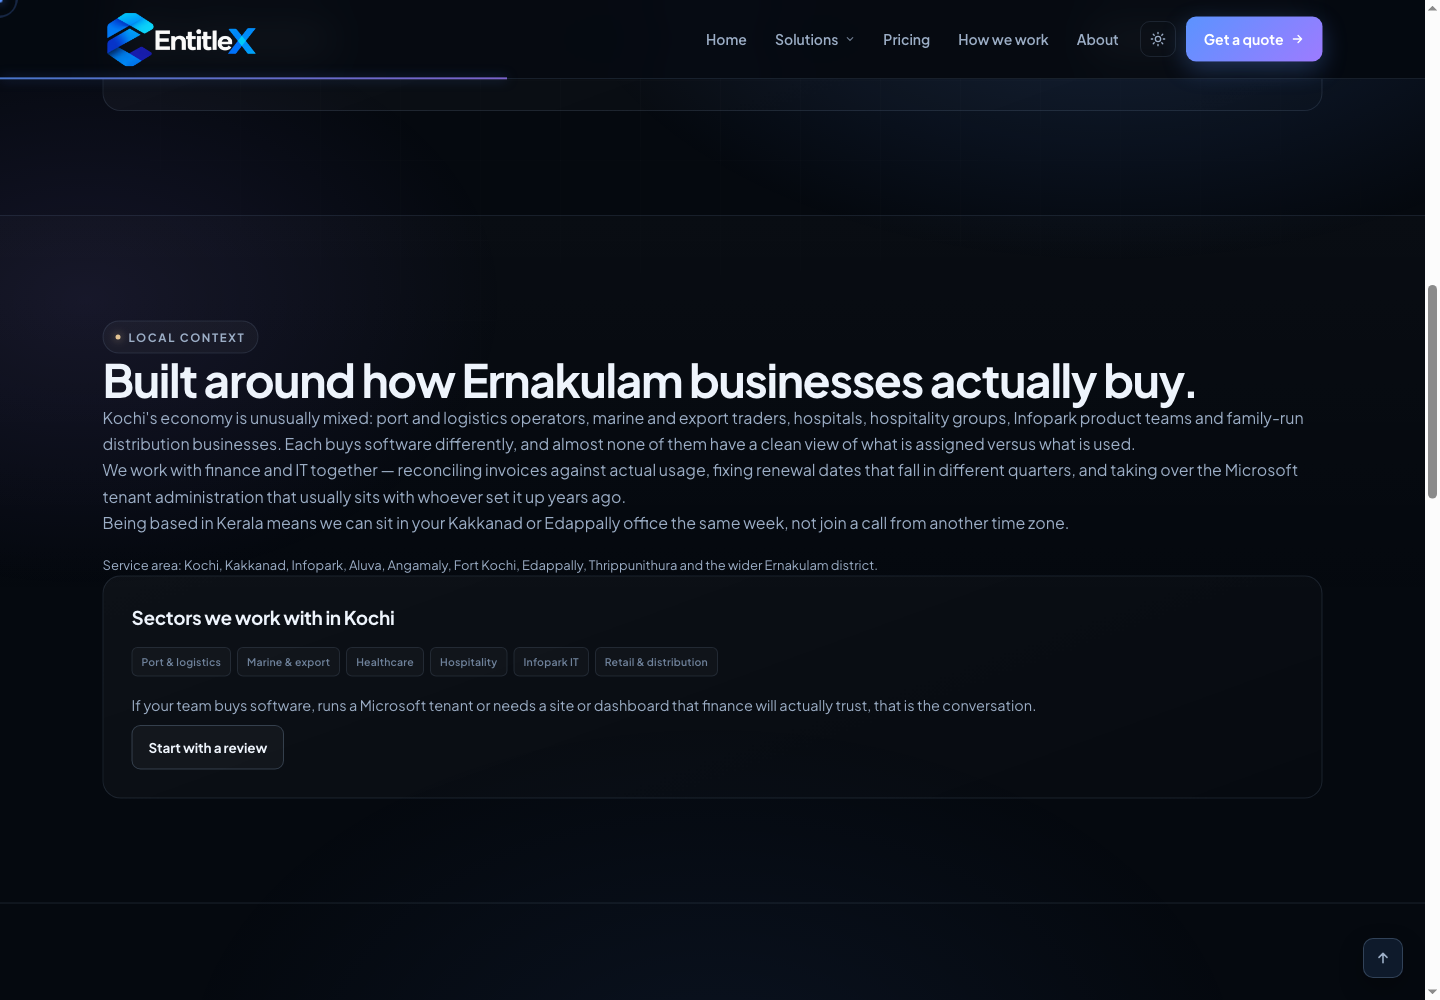 EntitleX
Home
Solutions
Pricing
How we work
About
Get a quote
LOCAL CONTEXT
Built around how Ernakulam businesses actually buy.
Kochi's economy is unusually mixed: port and logistics operators, marine and export traders, hospitals, hospitality groups, Infopark product teams and family-run
distribution businesses. Each buys software differently, and almost none of them have a clean view of what is assigned versus what is used.
We work with finance and IT together — reconciling invoices against actual usage, fixing renewal dates that fall in different quarters, and taking over the Microsoft
tenant administration that usually sits with whoever set it up years ago.
Being based in Kerala means we can sit in your Kakkanad or Edappally office the same week, not join a call from another time zone.
Service area: Kochi, Kakkanad, Infopark, Aluva, Angamaly, Fort Kochi, Edappally, Thrippunithura and the wider Ernakulam district.
Sectors we work with in Kochi
Port & logistics
Marine & export
Healthcare
Hospitality
Infopark IT
Retail & distribution
If your team buys software, runs a Microsoft tenant or needs a site or dashboard that finance will actually trust, that is the conversation.
Start with a review